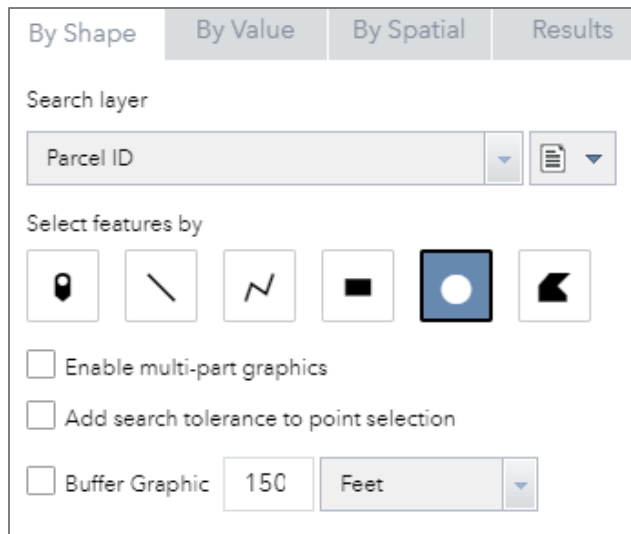 By Shape By Value By Spatial Results
Search layer
Parcel ID
Select features by
Enable multi-part graphics
Add search tolerance to point selection
Buffer Graphic 150 Feet